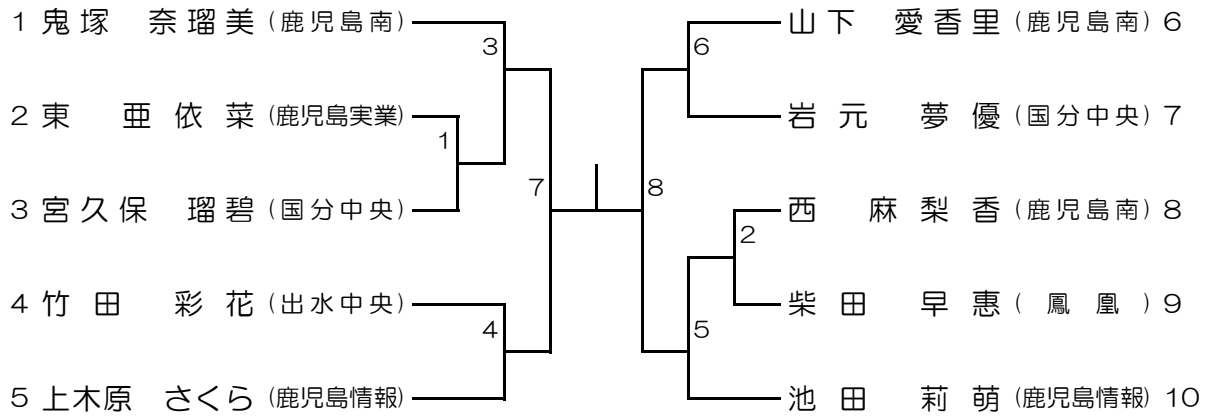 1 鬼塚 奈瑠美 (鹿児島南)
3
2 東 亜依菜 (鹿児島実業)
1
3 宮久保 瑠碧 (国分中央)
7
4 竹田 彩花 (出水中央)
4
5 上木原 さくら (鹿児島情報)
山下 愛香里 (鹿児島南) 6
6
岩元 夢優 (国分中央) 7
8
西 麻梨香 (鹿児島南) 8
2
柴田 早惠 (鳳凰) 9
5
池田 莉萌 (鹿児島情報) 10